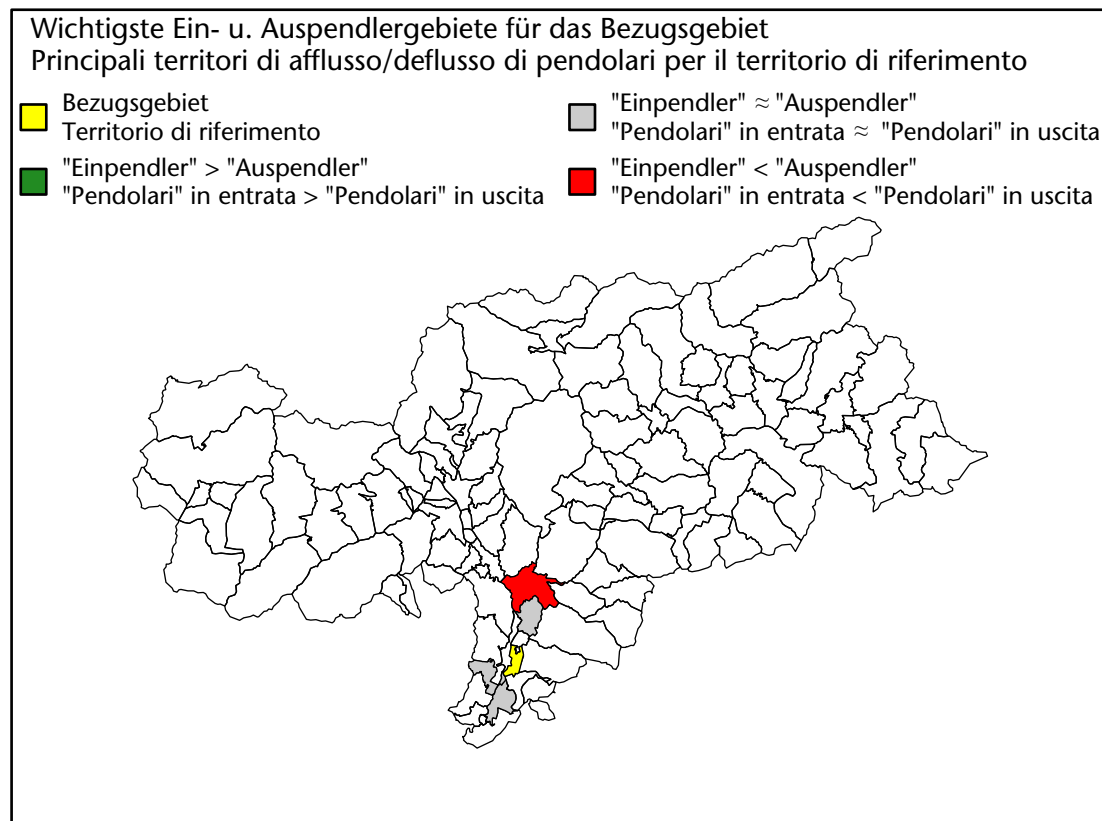 Wichtigste Ein- u. Auspendlergebiete für das Bezugsgebiet
Principali territori di afflusso/deflusso di pendolari per il territorio di riferimento
Bezugsgebiet
Territorio di riferimento
"Einpendler" > "Auspendler"
"Pendolari" in entrata > "Pendolari" in uscita
"Einpendler" ≈ "Auspendler"
"Pendolari" in entrata ≈ "Pendolari" in uscita
"Einpendler" < "Auspendler"
"Pendolari" in entrata < "Pendolari" in uscita